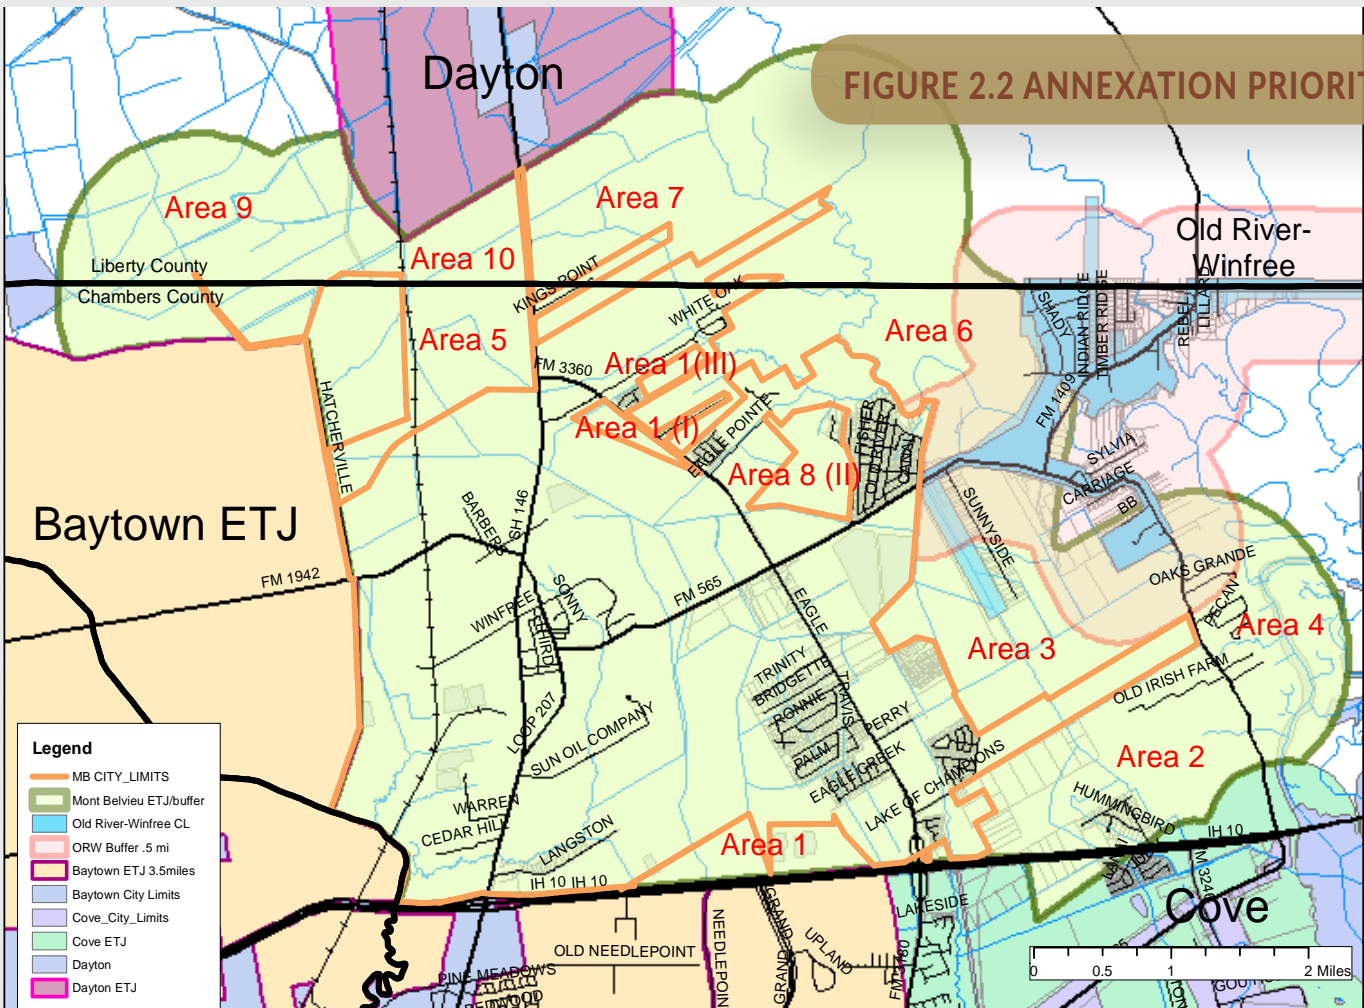 Dayton
FIGURE 2.2 ANNEXATION PRIORIT
Area 9
Area 7
Old River-
Winfree
Liberty County
Area 10
KINGS POINT
Chambers County
WHITE OAK
SHADY
INDIAN RIDGE
TIMBER RIDGE
REBEL
LILLAR
Area 5
Area 6
FM 3360
Area 1(III)
HATCHERVILLE
FM 1409
Area 1 (I)
EAGLE POINTE
FISHER
OLD RIVER
CANAL
SYLVIA
Area 8 (II)
CARRIAGE
BB
Baytown ETJ
BARBERS
SH 146
SUNNYSIDE
FM 1942
OAKS GRANDE
SONNY
FM 565
EAGLE
PECAN
WINFREE
THIRD
Area 4
Area 3
TRINITY
BRIDGETTE
RONNIE
TRAVIS
OLD IRISH FARM
LOOP 207
SUN OIL COMPANY
PERRY
PALM
Area 2
EAGLE CREEK
LAKE OF CHAMPIONS
Legend
MB CITY_LIMITS
Mont Belvieu ETJ/buffer
Old River-Winfree CL
ORW Buffer .5 mi
Baytown ETJ 3.5miles
Baytown City Limits
Cove_City_Limits
Cove ETJ
Dayton
Dayton ETJ
WARREN
CEDAR HILL
LANGSTON
Area 1
HUMMINGBIRD
IH 10
IH 10 IH 10
Cove
LAKESIDE
NEEDLEPOIN
GRAND
GRAND
UPLAND
OLD NEEDLEPOINT
FM 3180
PINE MEADOWS
0 0.5 1 2 Miles